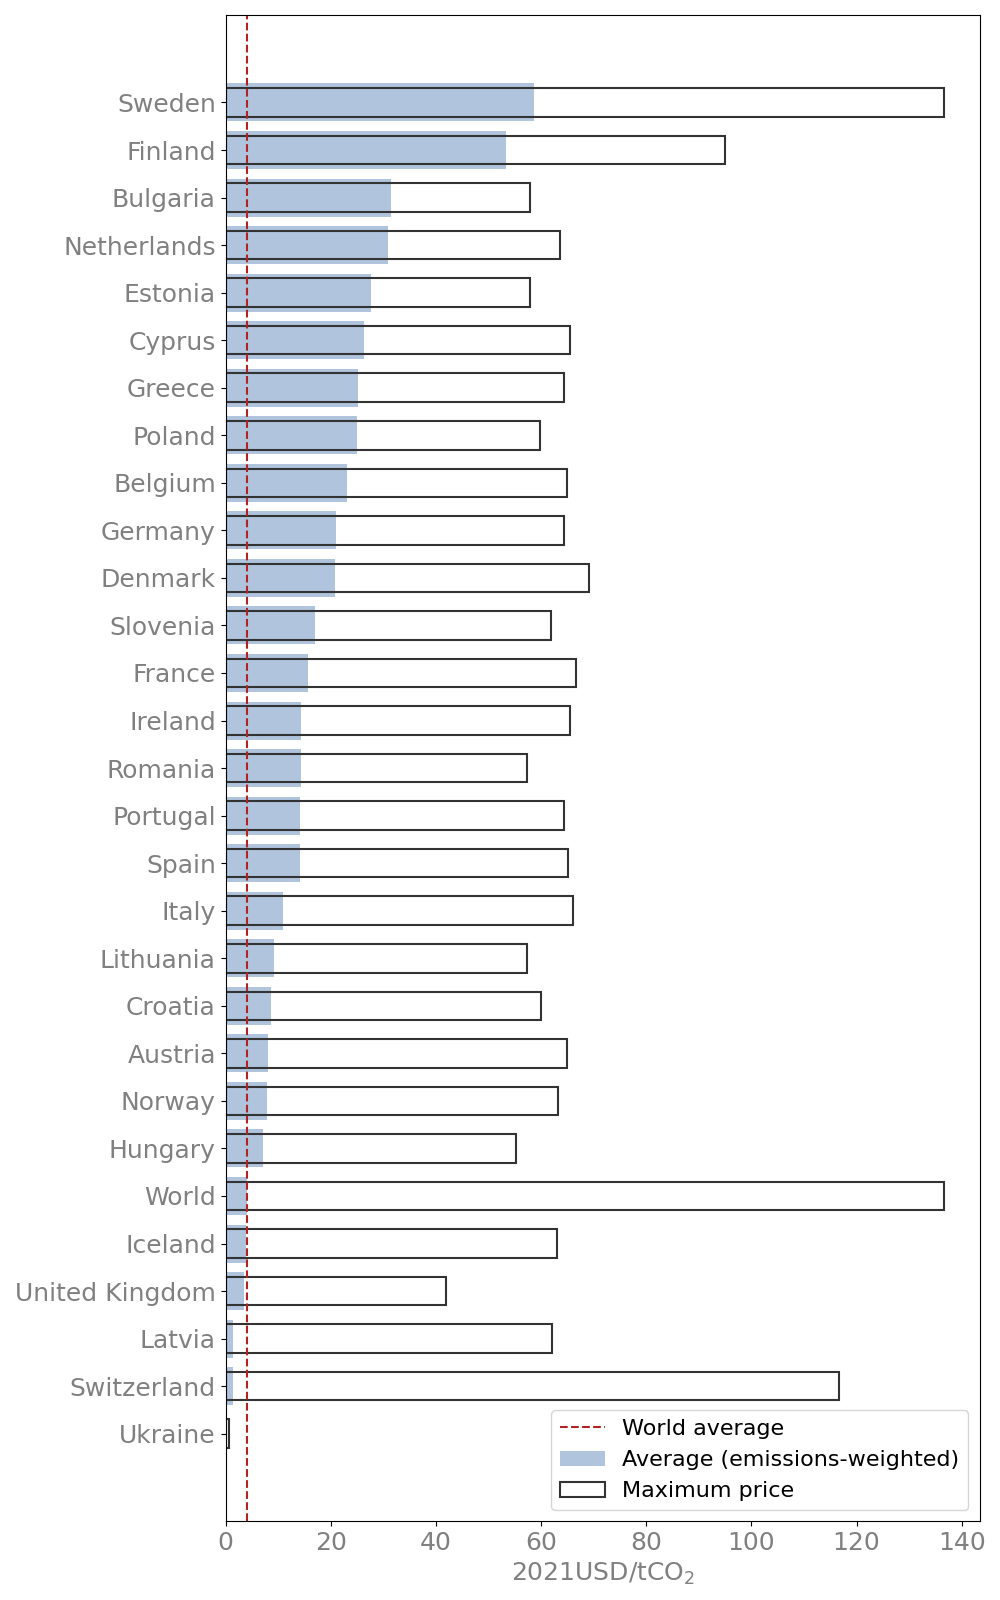 Sweden
Finland
Bulgaria
Netherlands
Estonia
Cyprus
Greece
Poland
Belgium
Germany
Denmark
Slovenia
France
Ireland
Romania
Portugal
Spain
Italy
Lithuania
Croatia
Austria
Norway
Hungary
World
Iceland
United Kingdom
Latvia
Switzerland
Ukraine
World average
Average (emissions-weighted)
Maximum price
0 20 40 60 80 100 120 140
2021USD/tCO₂